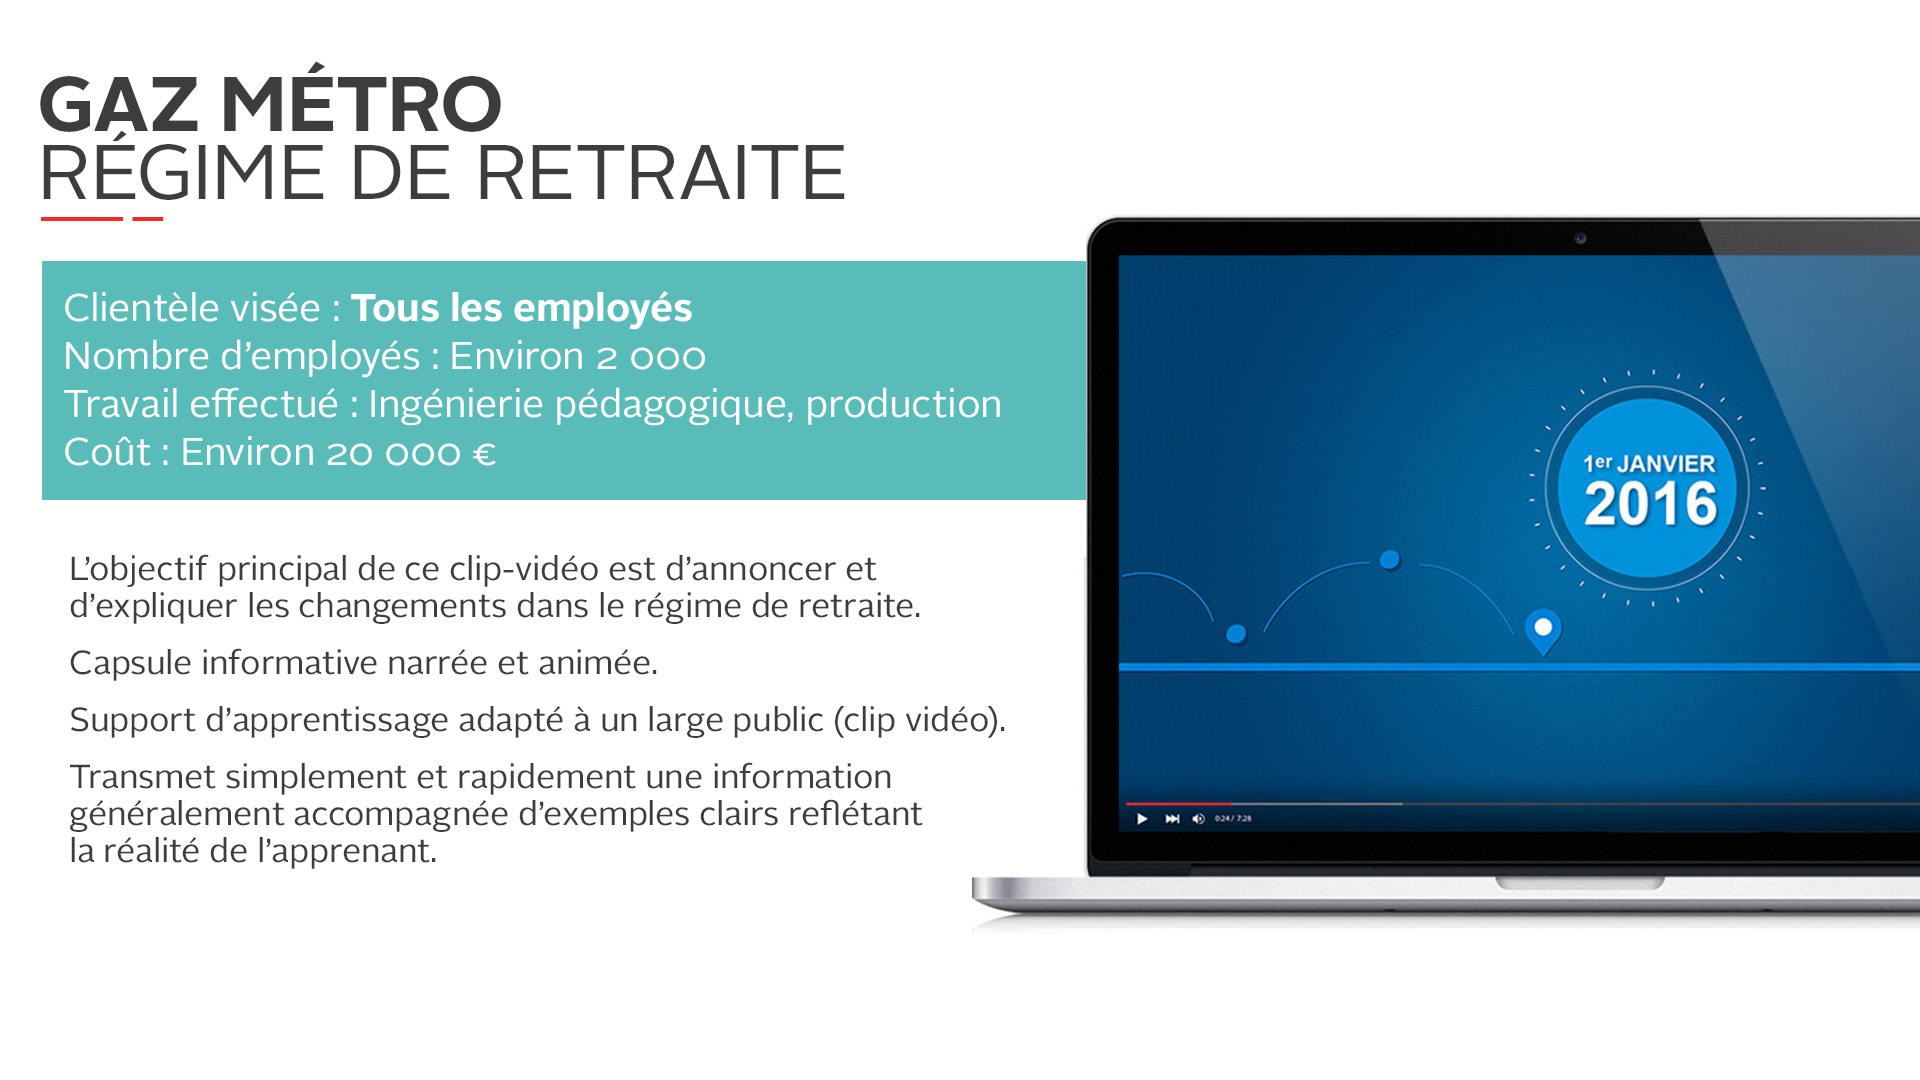 GAZ MÉTRO
RÉGIME DE RETRAITE
Clientèle visée : Tous les employés
Nombre d’employés : Environ 2 000
Travail effectué : Ingénierie pédagogique, production
Coût : Environ 20 000 €
L’objectif principal de ce clip-vidéo est d’annoncer et
d’expliquer les changements dans le régime de retraite.
Capsule informative narrée et animée.
Support d’apprentissage adapté à un large public (clip vidéo).
Transmet simplement et rapidement une information
généralement accompagnée d’exemples clairs reflétant
la réalité de l’apprenant.
1er JANVIER
2016
0:24 / 7:28